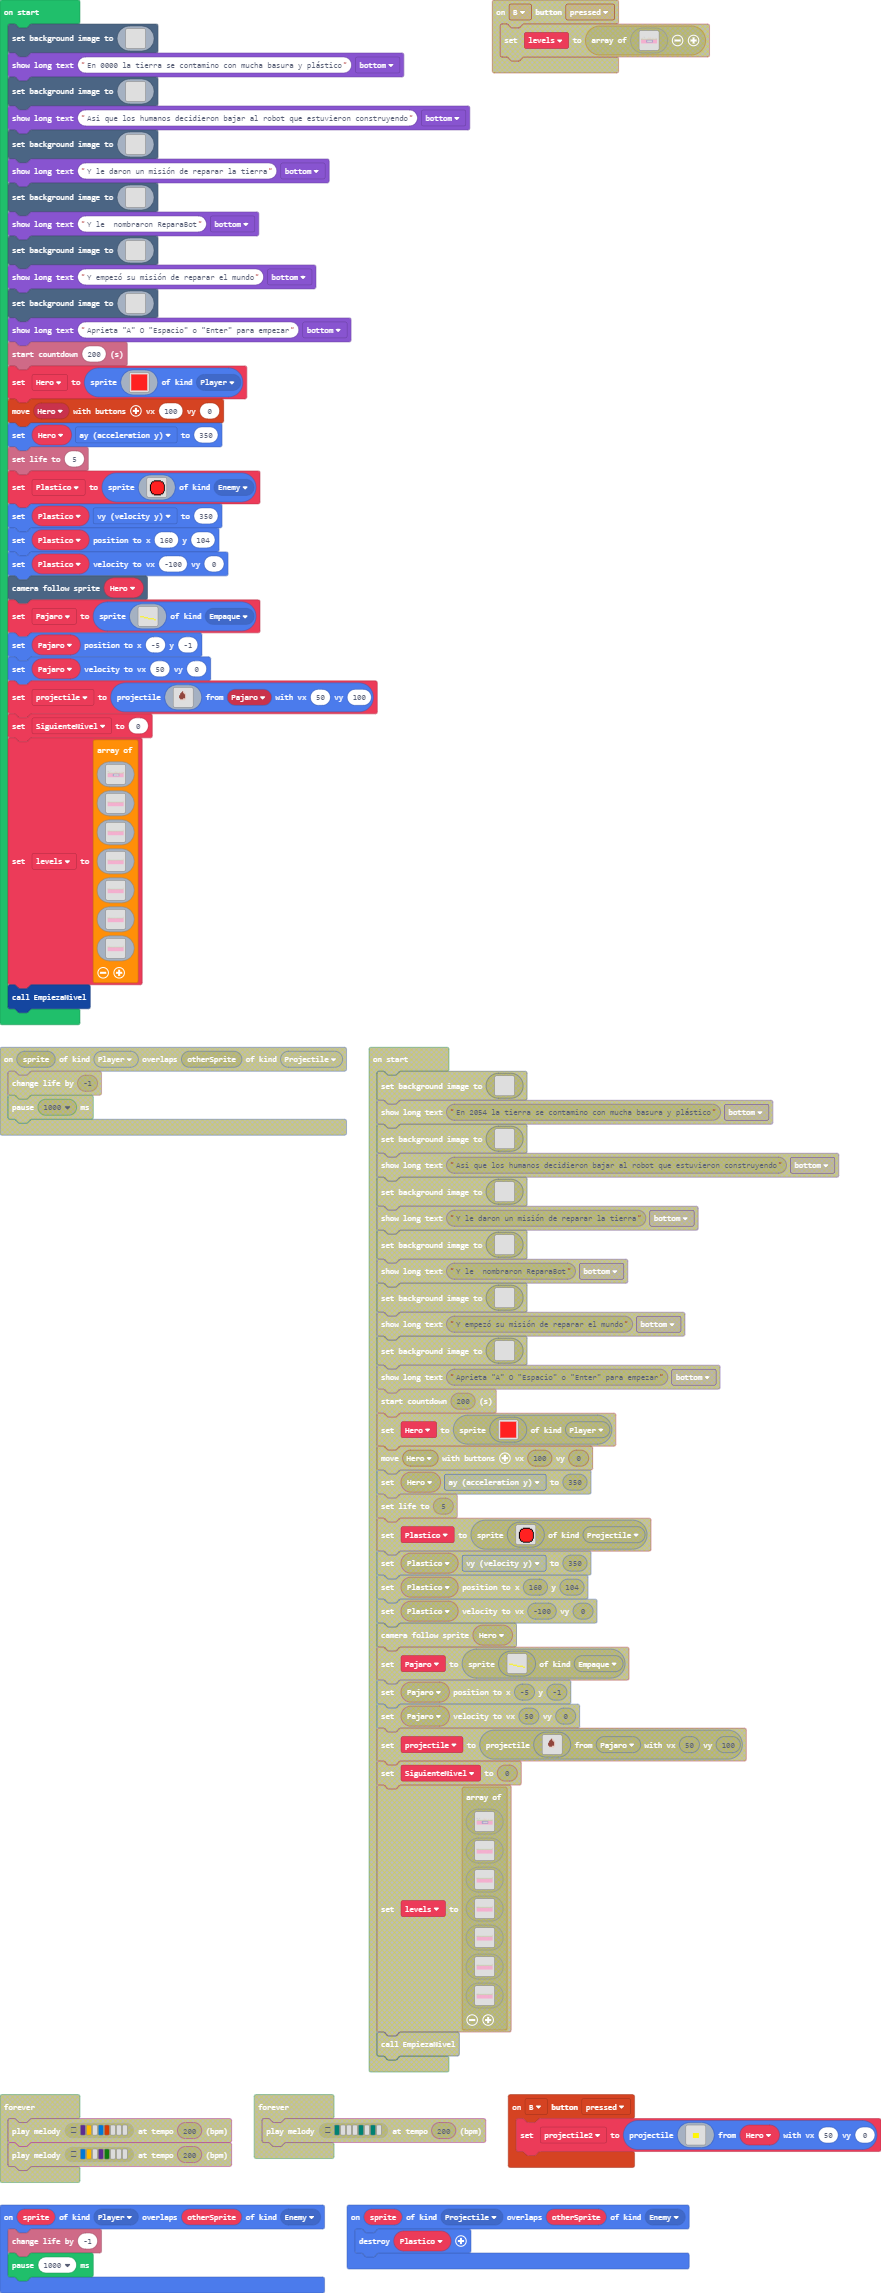 on start
set background image to
show long text "En 0000 la tierra se contamino con mucha basura y plástico" bottom
set background image to
show long text "Asi que los humanos decidieron bajar al robot que estuvieron construyendo" bottom
set background image to
show long text "Y le daron un misión de reparar la tierra" bottom
set background image to
show long text "Y le  nombraron ReparaBot" bottom
set background image to
show long text "Y empezó su misión de reparar el mundo" bottom
set background image to
show long text "Aprieta "A" O "Espacio" o "Enter" para empezar" bottom
start countdown 200 (s)
set Hero to sprite of kind Player
move Hero with buttons + vx 100 vy 0
set Hero ay (acceleration y) to 350
set life to 5
set Plastico to sprite of kind Enemy
set Plastico vy (velocity y) to 350
set Plastico position to x 160 y 104
set Plastico velocity to vx -100 vy 0
camera follow sprite Hero
set Pajaro to sprite of kind Empaque
set Pajaro position to x -5 y -1
set Pajaro velocity to vx 50 vy 0
set projectile to projectile from Pajaro with vx 50 vy 100
set SiguienteNivel to 0
array of
set levels to
call EmpiezaNivel
on B button pressed
set levels to array of
on sprite of kind Player overlaps otherSprite of kind Projectile
change life by -1
pause 1000 ms
on start
set background image to
show long text "En 2054 la tierra se contamino con mucha basura y plástico" bottom
set background image to
show long text "Asi que los humanos decidieron bajar al robot que estuvieron construyendo" bottom
set background image to
show long text "Y le daron un misión de reparar la tierra" bottom
set background image to
show long text "Y le  nombraron ReparaBot" bottom
set background image to
show long text "Y empezó su misión de reparar el mundo" bottom
set background image to
show long text "Aprieta "A" O "Espacio" o "Enter" para empezar" bottom
start countdown 200 (s)
set Hero to sprite of kind Player
move Hero with buttons + vx 100 vy 0
set Hero ay (acceleration y) to 350
set life to 5
set Plastico to sprite of kind Projectile
set Plastico vy (velocity y) to 350
set Plastico position to x 160 y 104
set Plastico velocity to vx -100 vy 0
camera follow sprite Hero
set Pajaro to sprite of kind Empaque
set Pajaro position to x -5 y -1
set Pajaro velocity to vx 50 vy 0
set projectile to projectile from Pajaro with vx 50 vy 100
set SiguienteNivel to 0
array of
set levels to
call EmpiezaNivel
forever
play melody at tempo 200 (bpm)
play melody at tempo 200 (bpm)
forever
play melody at tempo 200 (bpm)
on B button pressed
set projectile2 to projectile from Hero with vx 50 vy 0
on sprite of kind Player overlaps otherSprite of kind Enemy
change life by -1
pause 1000 ms
on sprite of kind Projectile overlaps otherSprite of kind Enemy
destroy Plastico +